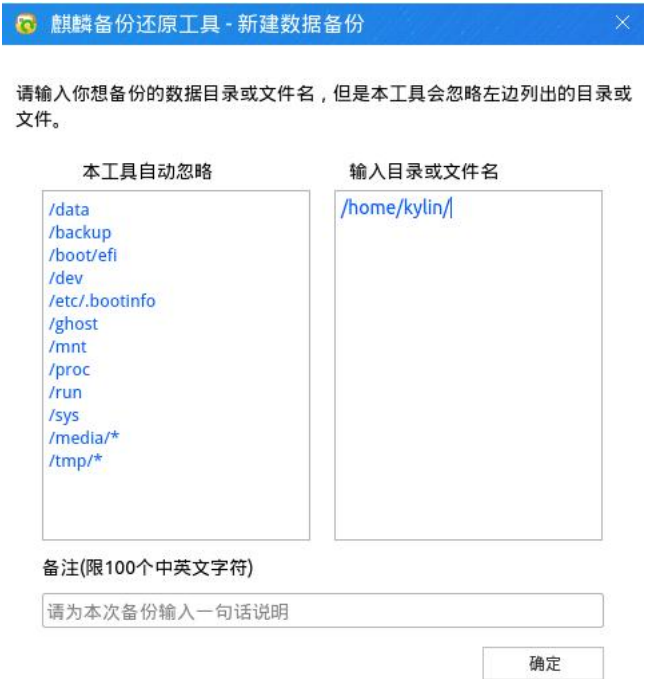 麒麟备份还原工具 - 新建数据备份
请输入你想备份的数据目录或文件名，但是本工具会忽略左边列出的目录或
文件。
本工具自动忽略
/data
/backup
/boot/efi
/dev
/etc/.bootinfo
/ghost
/mnt
/proc
/run
/sys
/media/*
/tmp/*
输入目录或文件名
/home/kylin/
备注(限100个中英文字符)
请为本次备份输入一句话说明
确定